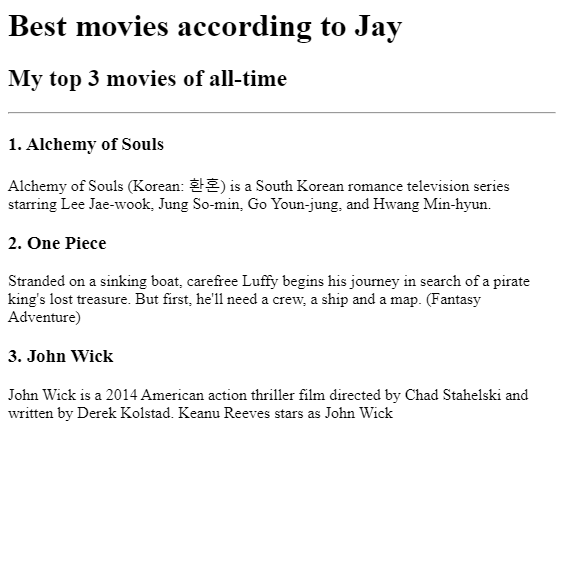 Best movies according to Jay
My top 3 movies of all-time
1. Alchemy of Souls
Alchemy of Souls (Korean: 환혼) is a South Korean romance television series
starring Lee Jae-wook, Jung So-min, Go Youn-jung, and Hwang Min-hyun.
2. One Piece
Stranded on a sinking boat, carefree Luffy begins his journey in search of a pirate
king's lost treasure. But first, he'll need a crew, a ship and a map. (Fantasy
Adventure)
3. John Wick
John Wick is a 2014 American action thriller film directed by Chad Stahelski and
written by Derek Kolstad. Keanu Reeves stars as John Wick